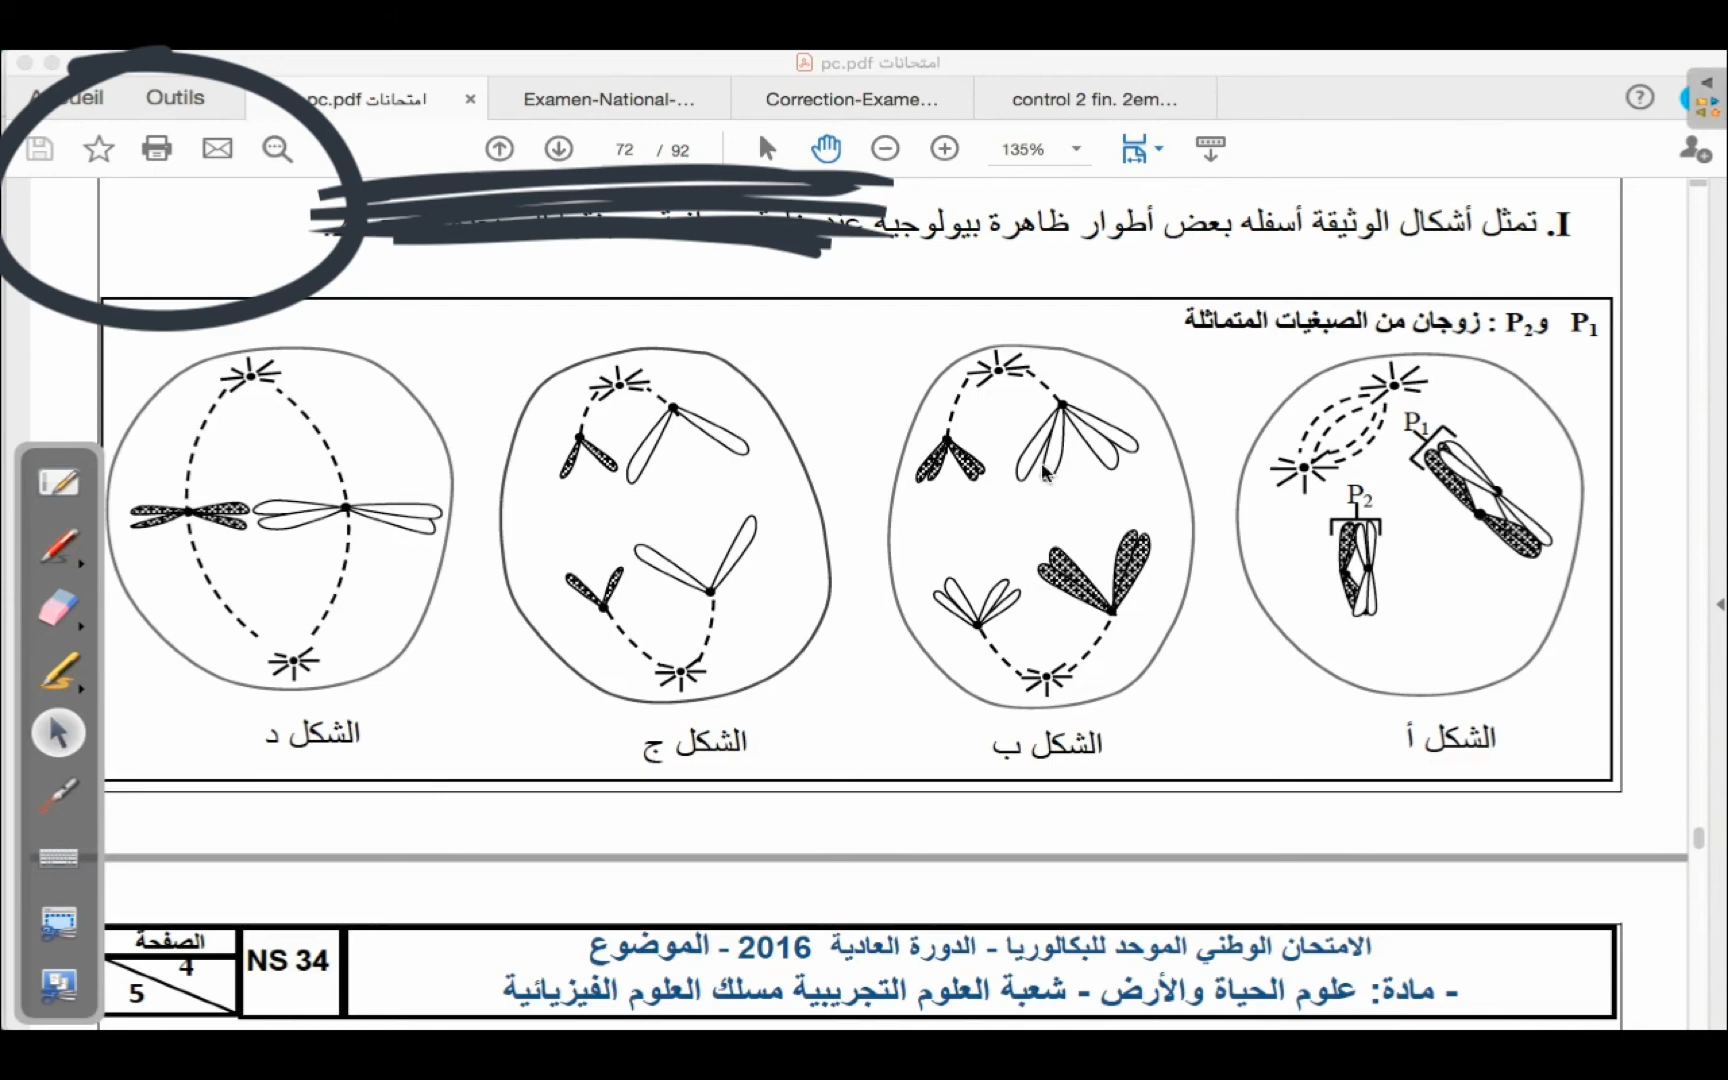 امتحانات pc.pdf
Outils
pc.pdf امتحانات
Examen-National-...
Correction-Exame...
control 2 fin. 2em...
72 / 92
135%
I. تمثل أشكال الوثيقة أسفله بعض أطوار ظاهرة بيولوجية
P1 وP2 : زوجان من الصبغيات المتماثلة
P1
P2
الشكل أ
الشكل ب
الشكل ج
الشكل د
الامتحان الوطني الموحد للبكالوريا - الدورة العادية 2016 - الموضوع
- مادة: علوم الحياة والأرض - شعبة العلوم التجريبية مسلك العلوم الفيزيائية
NS 34
الصفحة
4
5